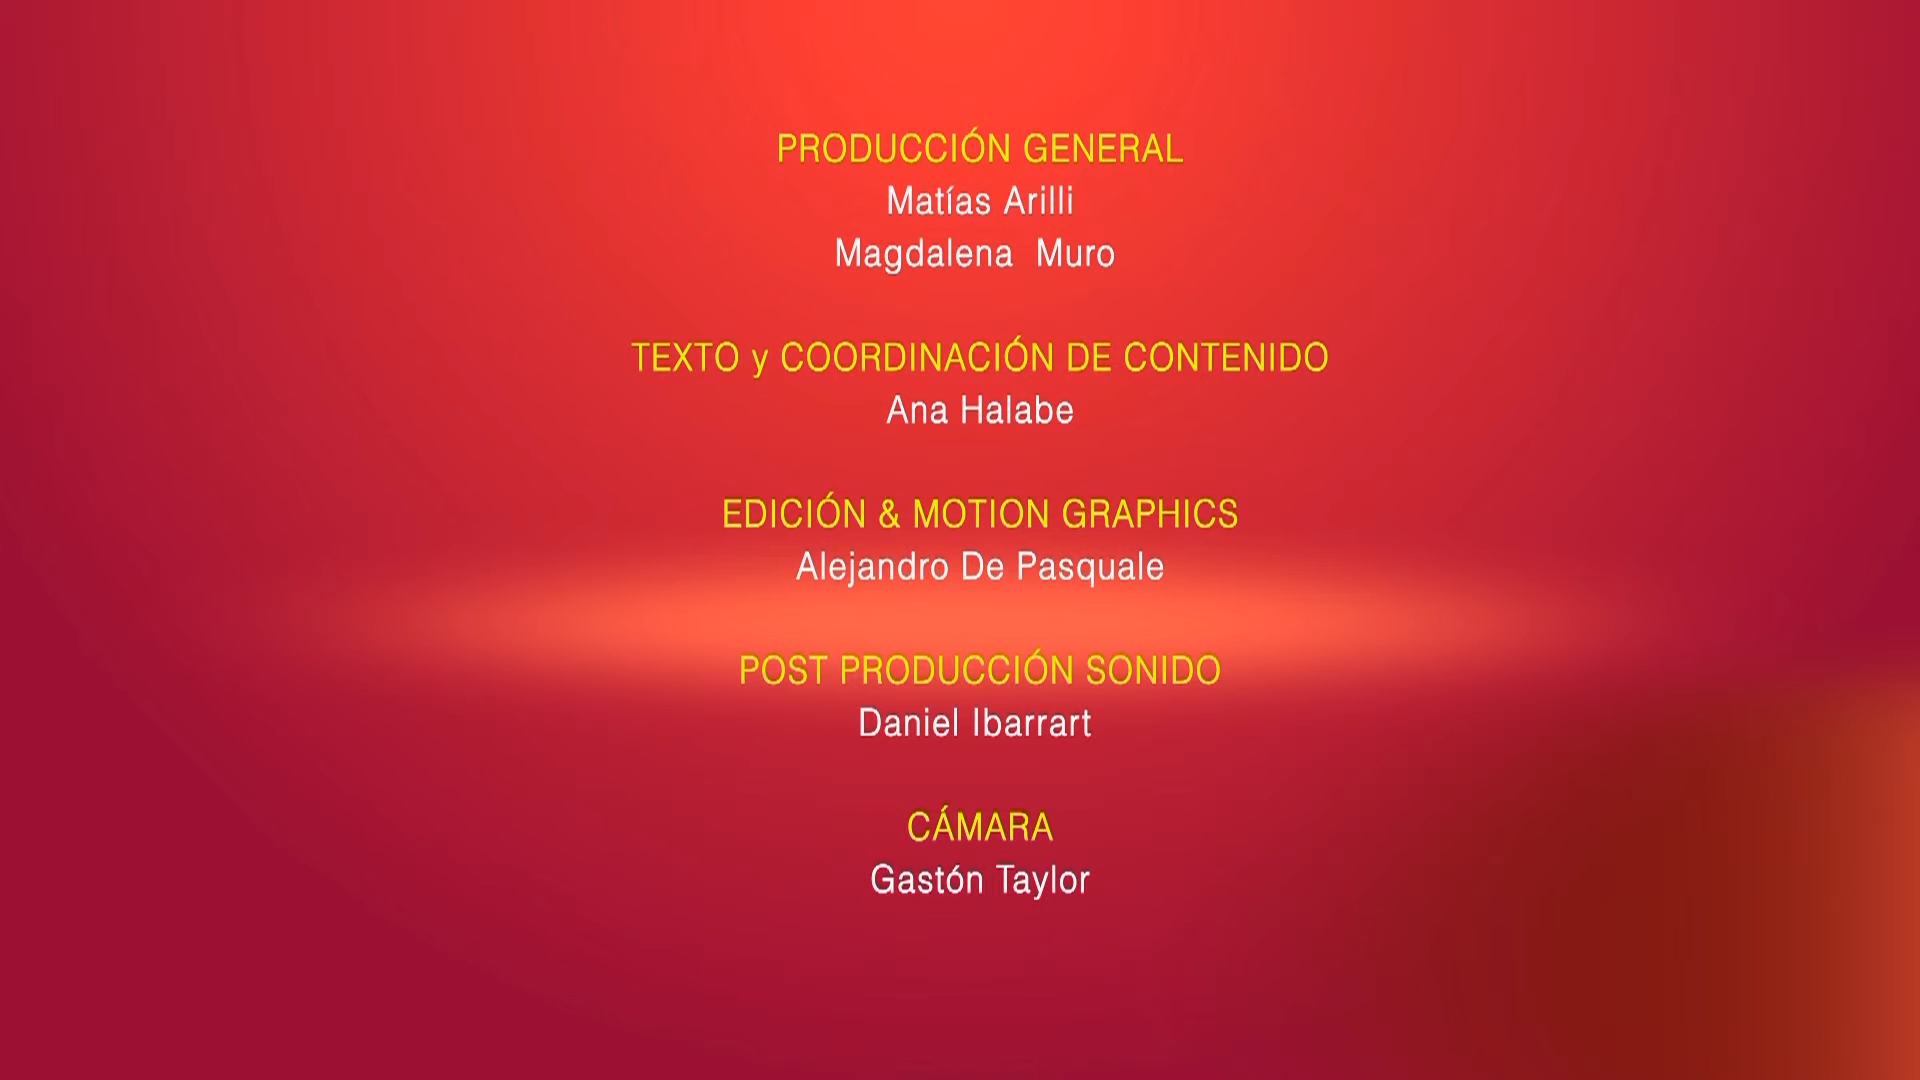 PRODUCCIÓN GENERAL
Matías Arilli
Magdalena  Muro
TEXTO y COORDINACIÓN DE CONTENIDO
Ana Halabe
EDICIÓN & MOTION GRAPHICS
Alejandro De Pasquale
POST PRODUCCIÓN SONIDO
Daniel Ibarrart
CÁMARA
Gastón Taylor